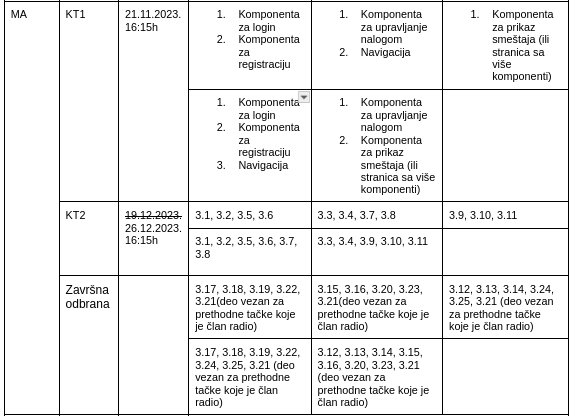 MA
KT1
21.11.2023.
16:15h
1. Komponenta
za login
2. Komponenta
za
registraciju
1. Komponenta
za upravljanje
nalogom
2. Navigacija
1. Komponenta
za prikaz
smeštaja (ili
stranica sa
više
komponenti)
1. Komponenta
za login
2. Komponenta
za
registraciju
3. Navigacija
1. Komponenta
za upravljanje
nalogom
2. Komponenta
za prikaz
smeštaja (ili
stranica sa više
komponenti)
KT2
19.12.2023.
26.12.2023.
16:15h
3.1, 3.2, 3.5, 3.6
3.3, 3.4, 3.7, 3.8
3.9, 3.10, 3.11
3.1, 3.2, 3.5, 3.6, 3.7,
3.8
3.3, 3.4, 3.9, 3.10, 3.11
Završna
odbrana
3.17, 3.18, 3.19, 3.22,
3.21(deo vezan za
prethodne tačke koje
je član radio)
3.15, 3.16, 3.20, 3.23,
3.21(deo vezan za
prethodne tačke koje je
član radio)
3.12, 3.13, 3.14, 3.24,
3.25, 3.21 (deo vezan
za prethodne tačke
koje je član radio)
3.17, 3.18, 3.19, 3.22,
3.24, 3.25, 3.21 (deo
vezan za prethodne
tačke koje je član
radio)
3.12, 3.13, 3.14, 3.15,
3.16, 3.20, 3.23, 3.21
(deo vezan za
prethodne tačke koje je
član radio)